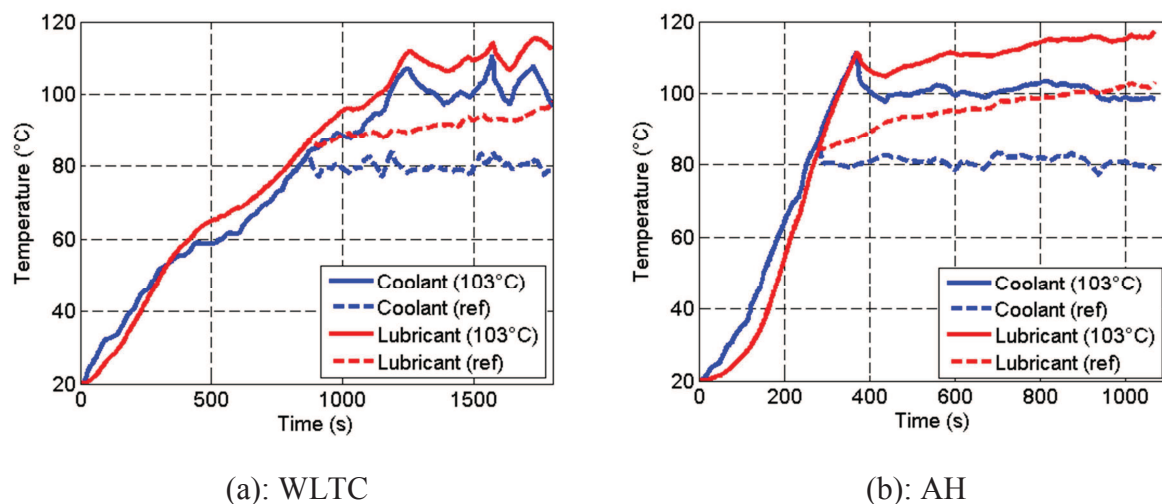 120
100
80
60
40
20
Temperature (°C)
0
500
1000
1500
Time (s)
Coolant (103°C)
Coolant (ref)
Lubricant (103°C)
Lubricant (ref)
(a): WLTC
120
100
80
60
40
20
Temperature (°C)
0
200
400
600
800
1000
Time (s)
Coolant (103°C)
Coolant (ref)
Lubricant (103°C)
Lubricant (ref)
(b): AH